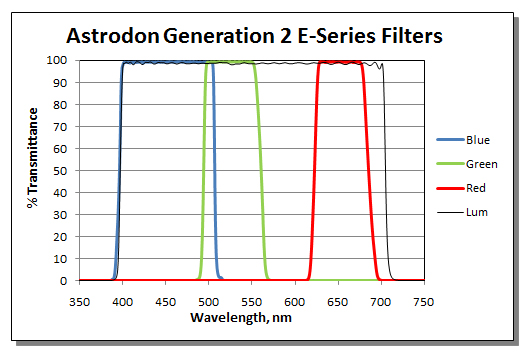 Astrodon Generation 2 E-Series Filters
% Transmittance
100
90
80
70
60
50
40
30
20
10
0
350 400 450 500 550 600 650 700 750
Wavelength, nm
Blue
Green
Red
Lum